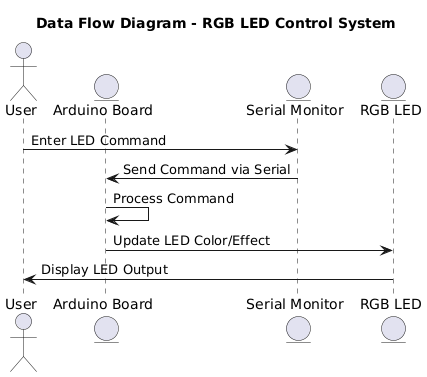 Data Flow Diagram - RGB LED Control System
User Arduino Board Serial Monitor RGB LED
Enter LED Command
Send Command via Serial
Process Command
Update LED Color/Effect
Display LED Output
User Arduino Board Serial Monitor RGB LED